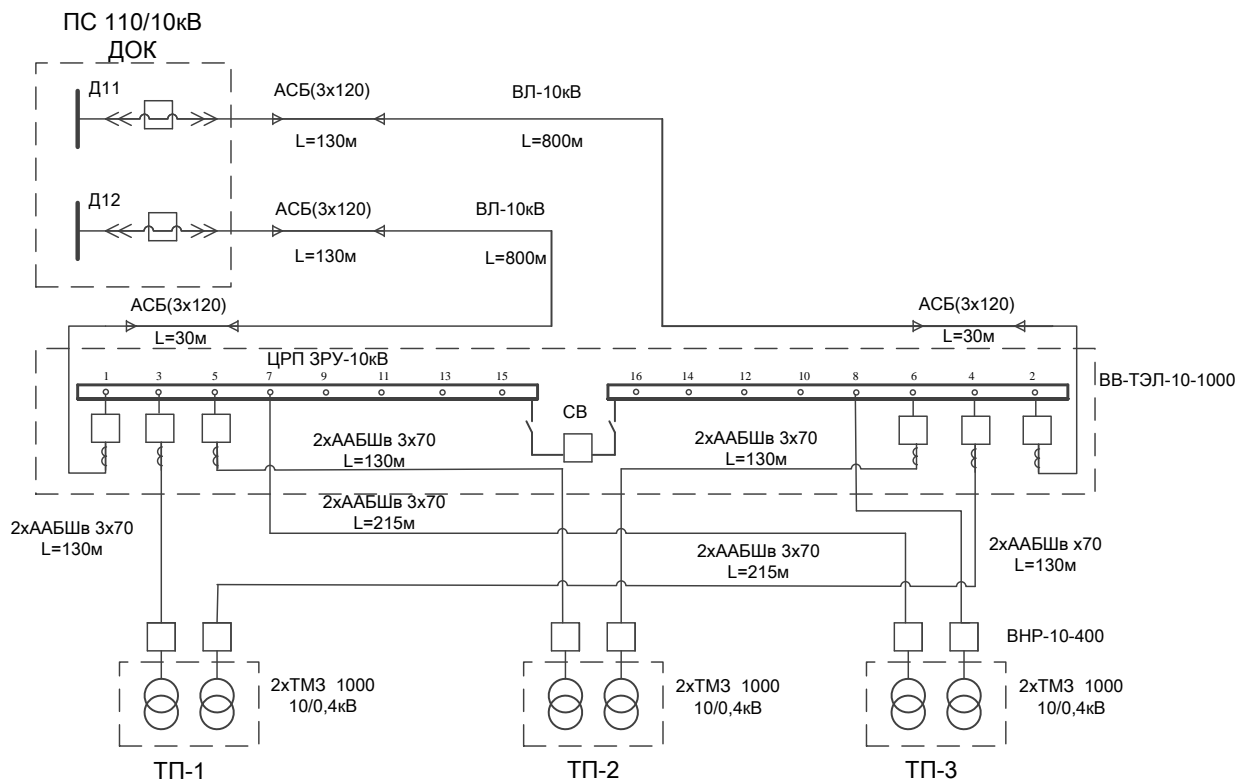 ПС 110/10кВ
ДОК
Д11
АСБ(3х120)
L=130м
ВЛ-10кВ
L=800м
Д12
АСБ(3х120)
L=130м
ВЛ-10кВ
L=800м
АСБ(3х120)
L=30м
АСБ(3х120)
L=30м
ЦРП ЗРУ-10кВ
1 3 5 7 9 11 13 15
16 14 12 10 8 6 4 2
ВВ-ТЭЛ-10-1000
СВ
2хААБШв 3х70
L=130м
2хААБШв 3х70
L=130м
2хААБШв 3х70
L=215м
2хААБШв 3х70
L=130м
2хААБШв 3х70
L=215м
2хААБШв х70
L=130м
ВНР-10-400
2хТМЗ 1000
10/0,4кВ
2хТМЗ 1000
10/0,4кВ
2хТМЗ 1000
10/0,4кВ
ТП-1
ТП-2
ТП-3